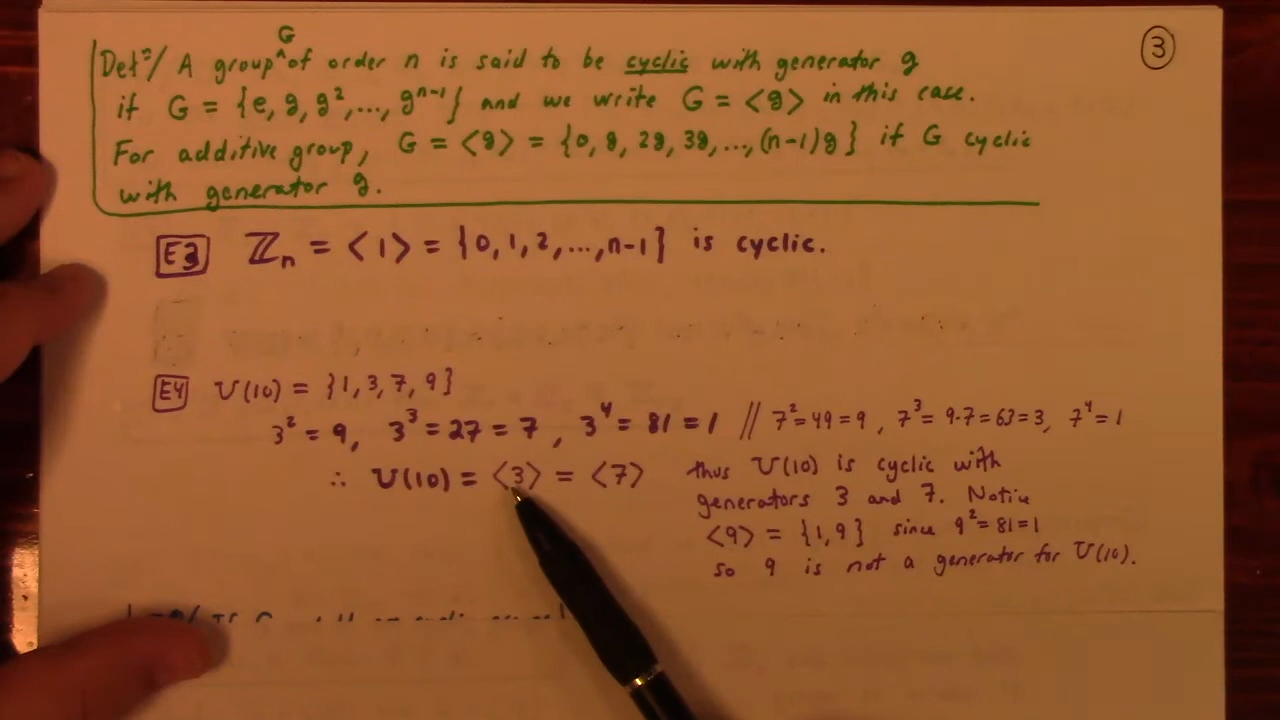 ③
Defⁿ/ A group G of order n is said to be cyclic with generator g
if G = {e, g, g², ..., gⁿ⁻¹} and we write G = ⟨g⟩ in this case.
For additive group, G = ⟨g⟩ = {0, g, 2g, 3g, ..., (n-1)g} if G cyclic
with generator g.
E3 ℤₙ = ⟨1⟩ = {0, 1, 2, ..., n-1} is cyclic.
E4 U(10) = {1, 3, 7, 9}
3² = 9, 3³ = 27 = 7, 3⁴ = 81 = 1 // 7² = 49 = 9, 7³ = 9·7 = 63 = 3, 7⁴ = 1
∴ U(10) = ⟨3⟩ = ⟨7⟩
thus U(10) is cyclic with
generators 3 and 7. Notice
⟨9⟩ = {1, 9} since 9² = 81 = 1
so 9 is not a generator for U(10).